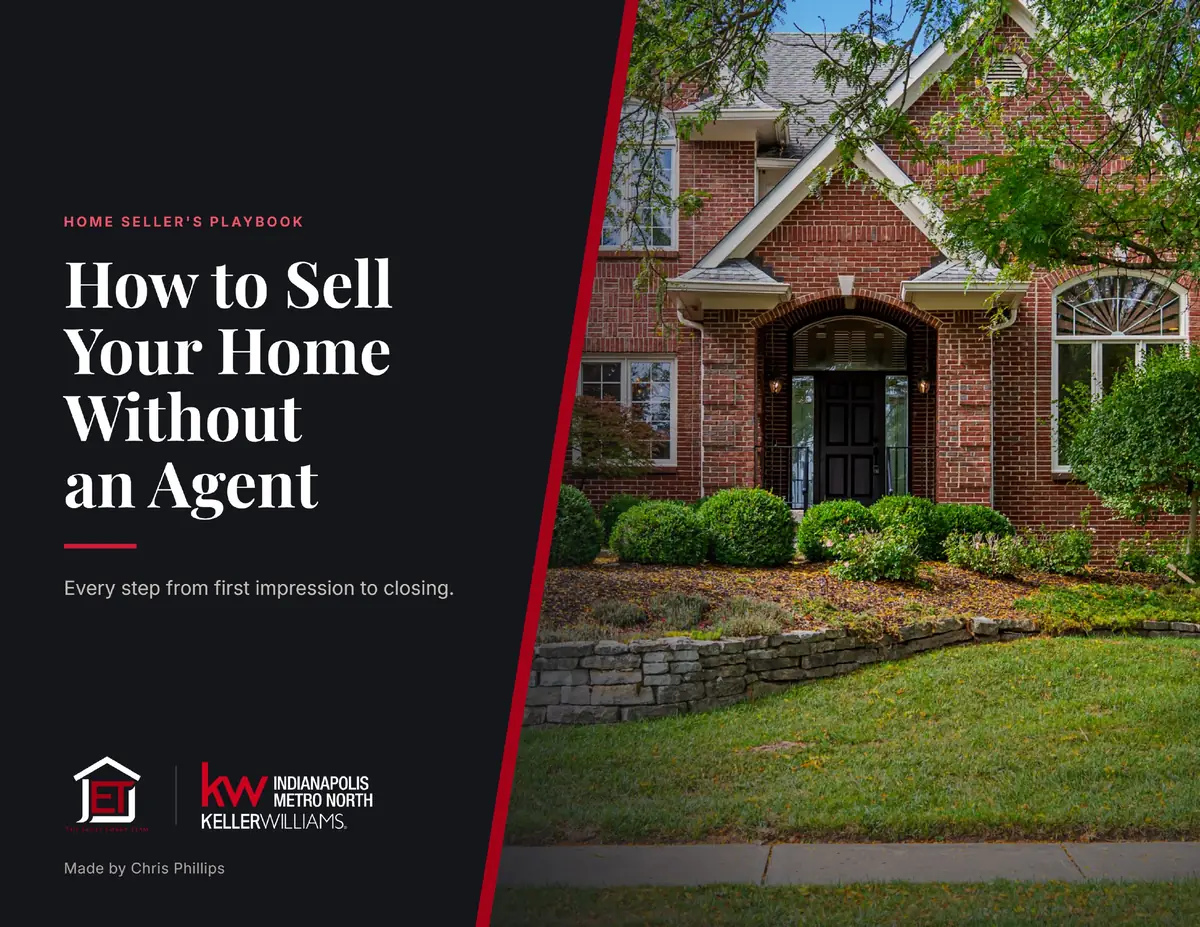 HOME SELLER'S PLAYBOOK
How to Sell
Your Home
Without
an Agent
Every step from first impression to closing.
JET
kw INDIANAPOLIS
METRO NORTH
KELLERWILLIAMS.
Made by Chris Phillips